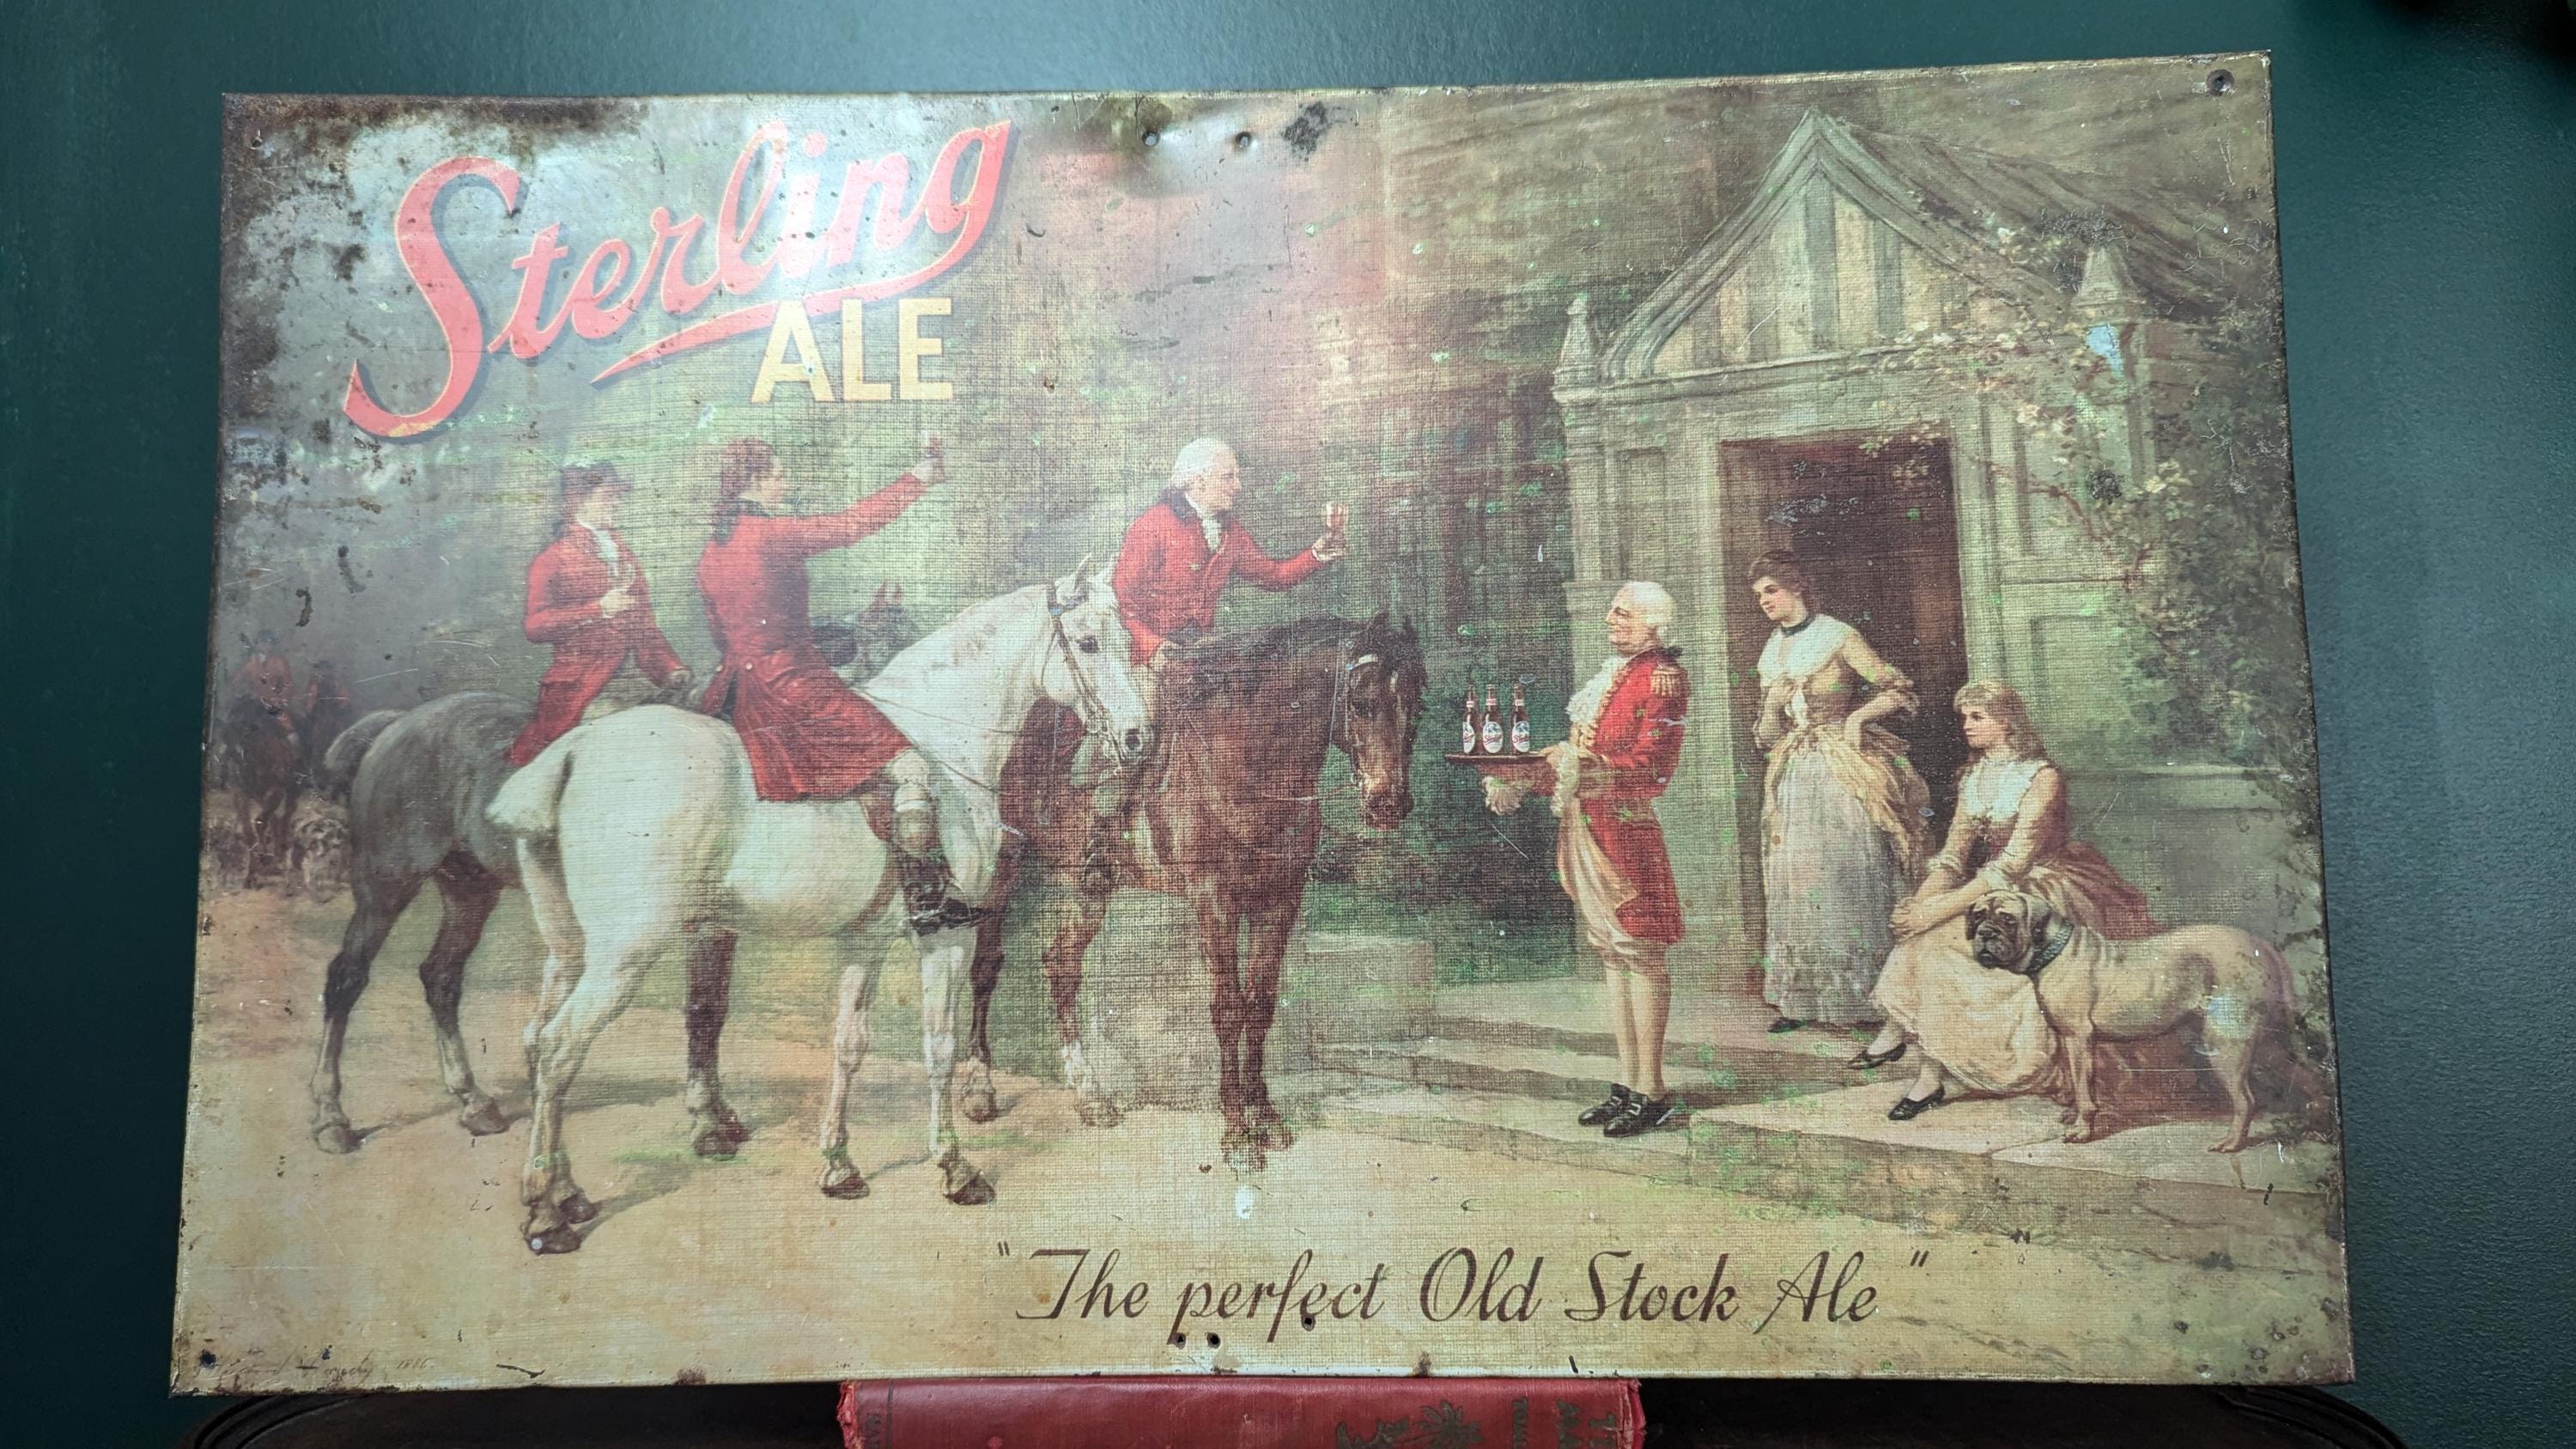 Sterling
ALE
"The perfect Old Stock Ale"